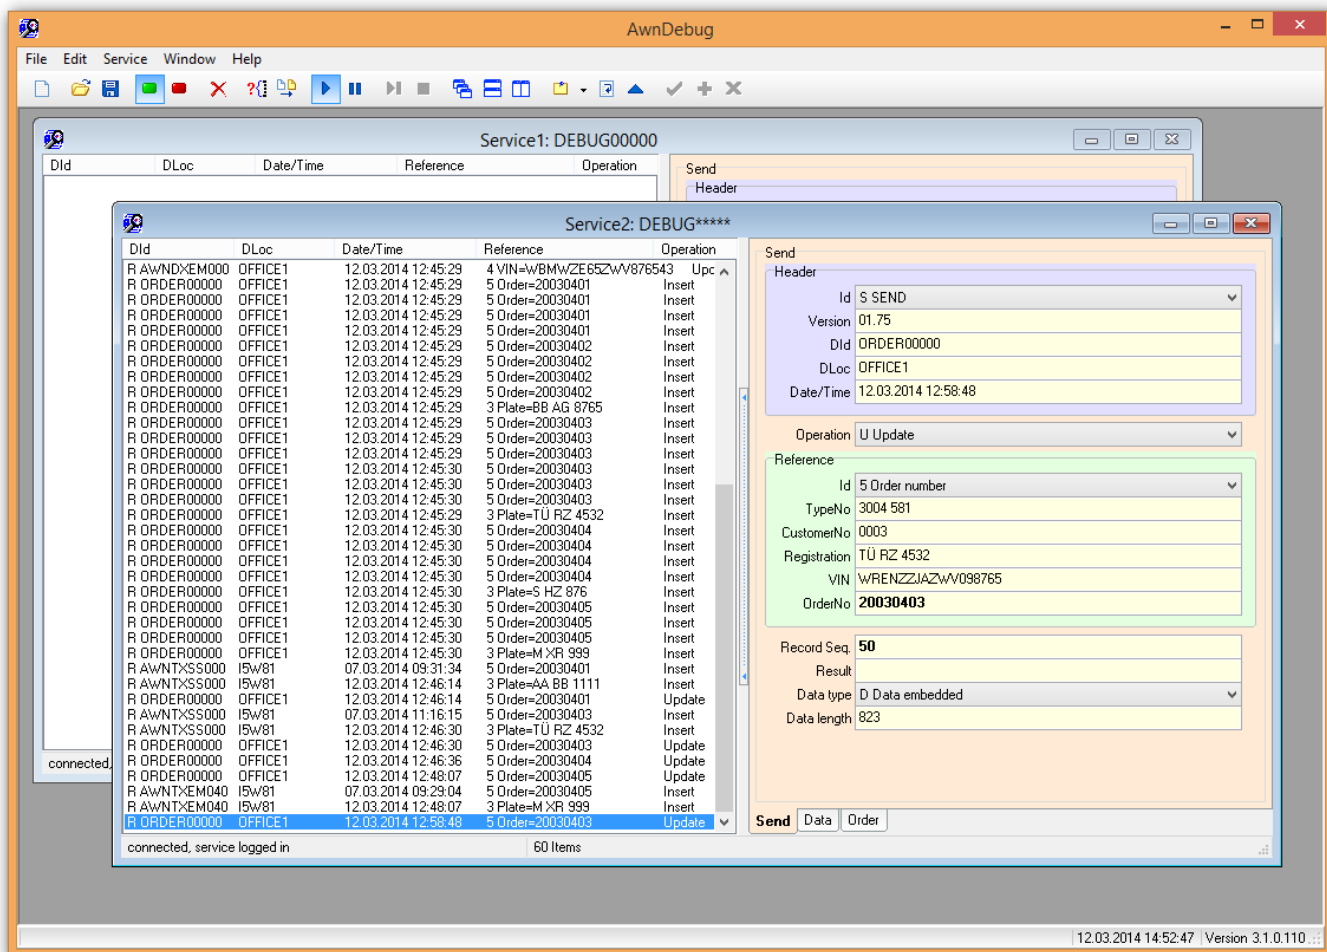 AwnDebug
File Edit Service Window Help
Service1: DEBUG00000
DId DLoc Date/Time Reference Operation
Send
Header
connected,
Service2: DEBUG*****
DId DLoc Date/Time Reference Operation
R AWNDXEM000 OFFICE1 12.03.2014 12:45:29 4 VIN=WBMWZE65ZWV876543 Upc
R ORDER00000 OFFICE1 12.03.2014 12:45:29 5 Order=20030401 Insert
R ORDER00000 OFFICE1 12.03.2014 12:45:29 5 Order=20030401 Insert
R ORDER00000 OFFICE1 12.03.2014 12:45:29 5 Order=20030401 Insert
R ORDER00000 OFFICE1 12.03.2014 12:45:29 5 Order=20030401 Insert
R ORDER00000 OFFICE1 12.03.2014 12:45:29 5 Order=20030402 Insert
R ORDER00000 OFFICE1 12.03.2014 12:45:29 5 Order=20030402 Insert
R ORDER00000 OFFICE1 12.03.2014 12:45:29 5 Order=20030402 Insert
R ORDER00000 OFFICE1 12.03.2014 12:45:29 5 Order=20030402 Insert
R ORDER00000 OFFICE1 12.03.2014 12:45:29 3 Plate=BB AG 8765 Insert
R ORDER00000 OFFICE1 12.03.2014 12:45:29 5 Order=20030403 Insert
R ORDER00000 OFFICE1 12.03.2014 12:45:29 5 Order=20030403 Insert
R ORDER00000 OFFICE1 12.03.2014 12:45:29 5 Order=20030403 Insert
R ORDER00000 OFFICE1 12.03.2014 12:45:30 5 Order=20030403 Insert
R ORDER00000 OFFICE1 12.03.2014 12:45:30 5 Order=20030403 Insert
R ORDER00000 OFFICE1 12.03.2014 12:45:30 5 Order=20030403 Insert
R ORDER00000 OFFICE1 12.03.2014 12:45:29 3 Plate=TÜ RZ 4532 Insert
R ORDER00000 OFFICE1 12.03.2014 12:45:30 5 Order=20030404 Insert
R ORDER00000 OFFICE1 12.03.2014 12:45:30 5 Order=20030404 Insert
R ORDER00000 OFFICE1 12.03.2014 12:45:30 5 Order=20030404 Insert
R ORDER00000 OFFICE1 12.03.2014 12:45:30 5 Order=20030404 Insert
R ORDER00000 OFFICE1 12.03.2014 12:45:30 3 Plate=S HZ 876 Insert
R ORDER00000 OFFICE1 12.03.2014 12:45:30 5 Order=20030405 Insert
R ORDER00000 OFFICE1 12.03.2014 12:45:30 5 Order=20030405 Insert
R ORDER00000 OFFICE1 12.03.2014 12:45:30 5 Order=20030405 Insert
R ORDER00000 OFFICE1 12.03.2014 12:45:30 3 Plate=M XR 999 Insert
R AWNTXSS000 I5W81 07.03.2014 09:31:34 5 Order=20030401 Insert
R AWNTXSS000 I5W81 12.03.2014 12:46:14 3 Plate=AA BB 1111 Insert
R ORDER00000 OFFICE1 12.03.2014 12:46:14 5 Order=20030401 Update
R AWNTXSS000 I5W81 07.03.2014 11:16:15 5 Order=20030403 Insert
R AWNTXSS000 I5W81 12.03.2014 12:46:30 3 Plate=TÜ RZ 4532 Insert
R ORDER00000 OFFICE1 12.03.2014 12:46:30 5 Order=20030403 Update
R ORDER00000 OFFICE1 12.03.2014 12:46:36 5 Order=20030404 Update
R ORDER00000 OFFICE1 12.03.2014 12:48:07 5 Order=20030405 Update
R AWNTXEM040 I5W81 07.03.2014 09:29:04 5 Order=20030405 Insert
R AWNTXEM040 I5W81 12.03.2014 12:48:07 3 Plate=M XR 999 Insert
R ORDER00000 OFFICE1 12.03.2014 12:58:48 5 Order=20030403 Update
connected, service logged in 60 Items
Send
Header
Id S SEND
Version 01.75
DId ORDER00000
DLoc OFFICE1
Date/Time 12.03.2014 12:58:48
Operation U Update
Reference
Id 5 Order number
TypeNo 3004 581
CustomerNo 0003
Registration TÜ RZ 4532
VIN WRENZZJAZWV098765
OrderNo 20030403
Record Seq. 50
Result
Data type D Data embedded
Data length 823
Send Data Order
12.03.2014 14:52:47 Version 3.1.0.110